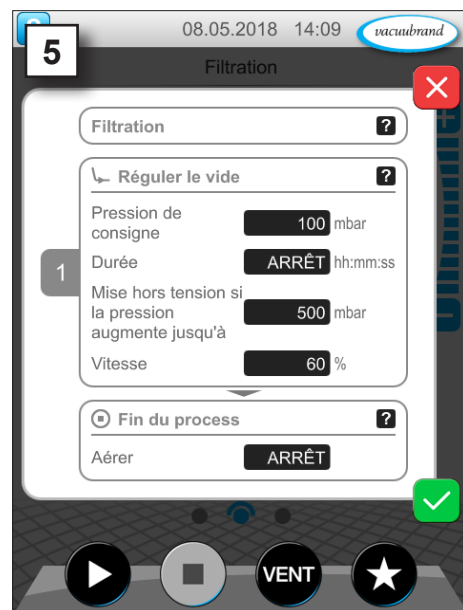 5
08.05.2018 14:09 vacuubrand
Filtration
Filtration ?
Réguler le vide ?
1
Pression de
consigne 100 mbar
Durée ARRÊT hh:mm:ss
Mise hors tension si
la pression
augmente jusqu'à 500 mbar
Vitesse 60 %
Fin du process ?
Aérer ARRÊT
VENT